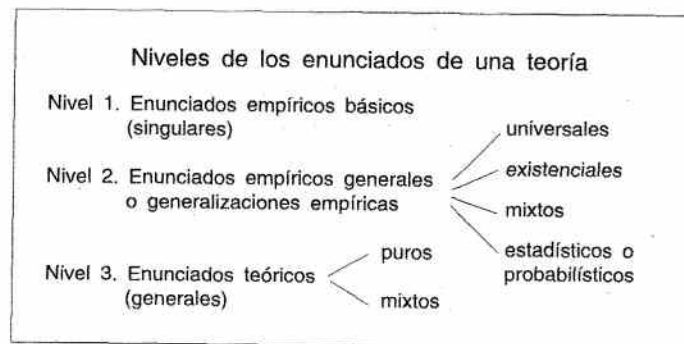 Niveles de los enunciados de una teoría
Nivel 1. Enunciados empíricos básicos
(singulares)
Nivel 2. Enunciados empíricos generales
o generalizaciones empíricas
universales
existenciales
mixtos
estadísticos o
probabilísticos
Nivel 3. Enunciados teóricos
(generales)
puros
mixtos